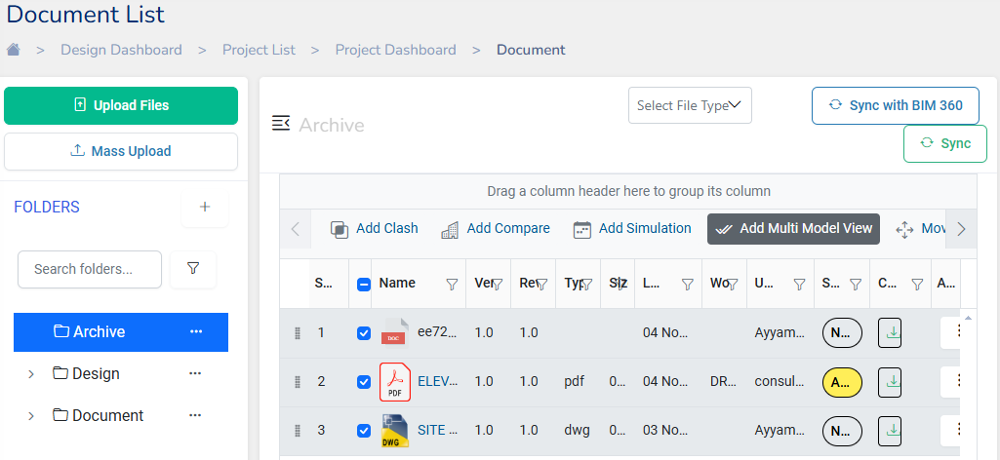 Document List
> Design Dashboard > Project List > Project Dashboard > Document
Upload Files
Mass Upload
FOLDERS +
Search folders...
Archive ...
> Design ...
> Document ...
Archive
Select File Type
Sync with BIM 360
Sync
Drag a column header here to group its column
Add Clash Add Compare Add Simulation Add Multi Model View Mov
S... Name Ver Rev Typ Siz L... Wo U... S... C... A...
1 DOC ee72... 1.0 1.0 04 No... Ayyam... N...
2 PDF ELEV... 1.0 1.0 pdf 0... 04 No... DR... consul... A...
3 DWG SITE ... 1.0 1.0 dwg 0... 03 No... Ayyam... N...